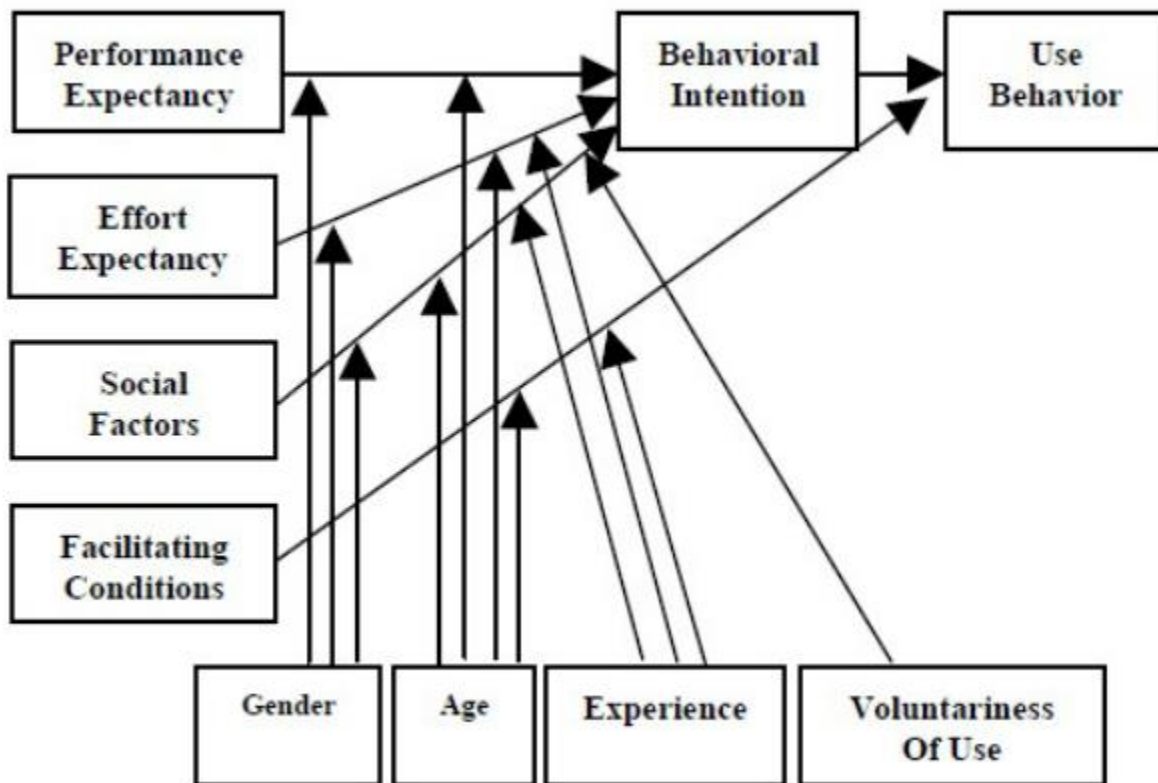 Performance
Expectancy
Behavioral
Intention
Use
Behavior
Effort
Expectancy
Social
Factors
Facilitating
Conditions
Gender
Age
Experience
Voluntariness
Of Use